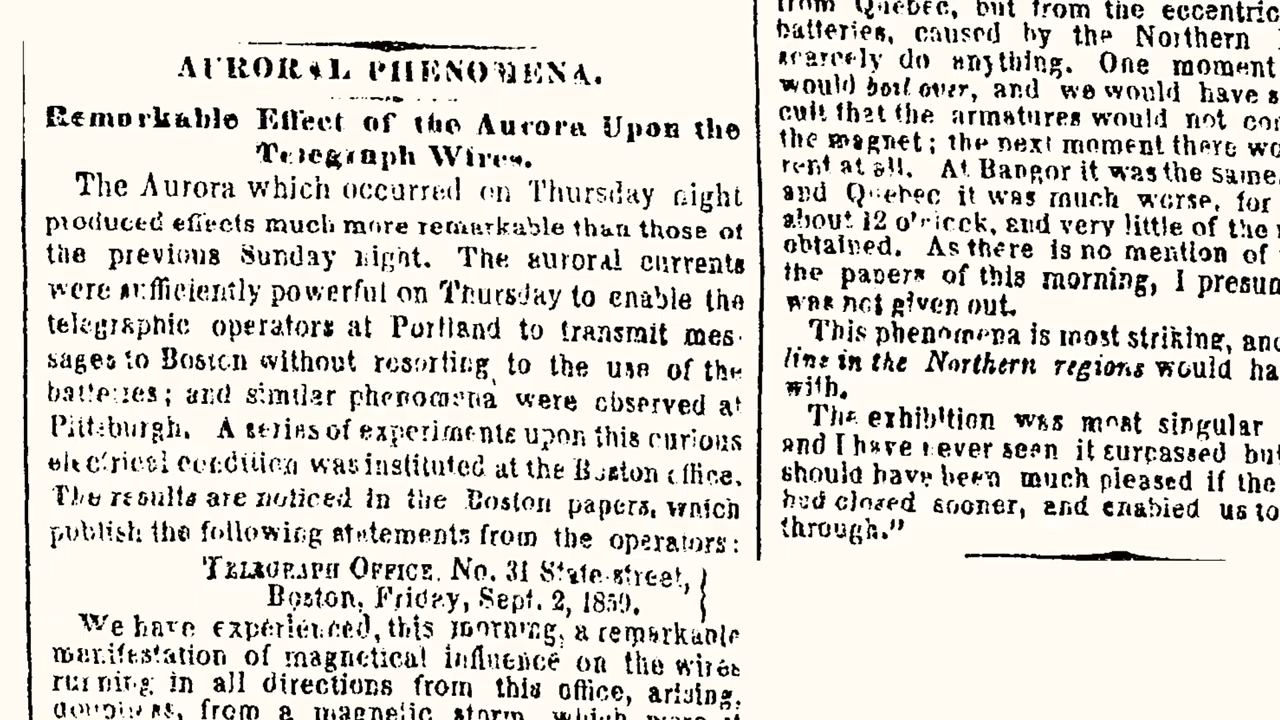 AURORAL PHENOMENA.
Remarkable Effect of the Aurora Upon the
Telegraph Wires.
The Aurora which occurred on Thursday night
produced effects much more remarkable than those of
the previous Sunday night. The auroral currents
were sufficiently powerful on Thursday to enable the
telegraphic operators at Portland to transmit mes-
sages to Boston without resorting to the use of the
batteries; and similar phenomena were observed at
Pittsburgh. A series of experiments upon this curious
electrical condition was instituted at the Boston office.
The results are noticed in the Boston papers, which
publish the following statements from the operators:
TELEGRAPH OFFICE, No. 31 State-street,
Boston, Friday, Sept. 2, 1859.
We have experienced, this morning, a remarkable
manifestation of magnetical influence on the wires
running in all directions from this office, arising,
doubtless, from a magnetic storm, which
from Quebec, but from the eccentric
batteries, caused by the Northern
scarcely do anything. One moment
would boil over, and we would have
cuit that the armatures would not
the magnet; the next moment there
rent at all. At Bangor it was the same,
and Quebec it was much worse, for
about 12 o'clock, and very little of the
obtained. As there is no mention of
the papers of this morning, I
was not given out.
This phenomena is most striking,
line in the Northern regions would
with.
The exhibition was most singular
and I have never seen it surpassed
should have been much pleased if the
had closed sooner, and enabled us to
through."